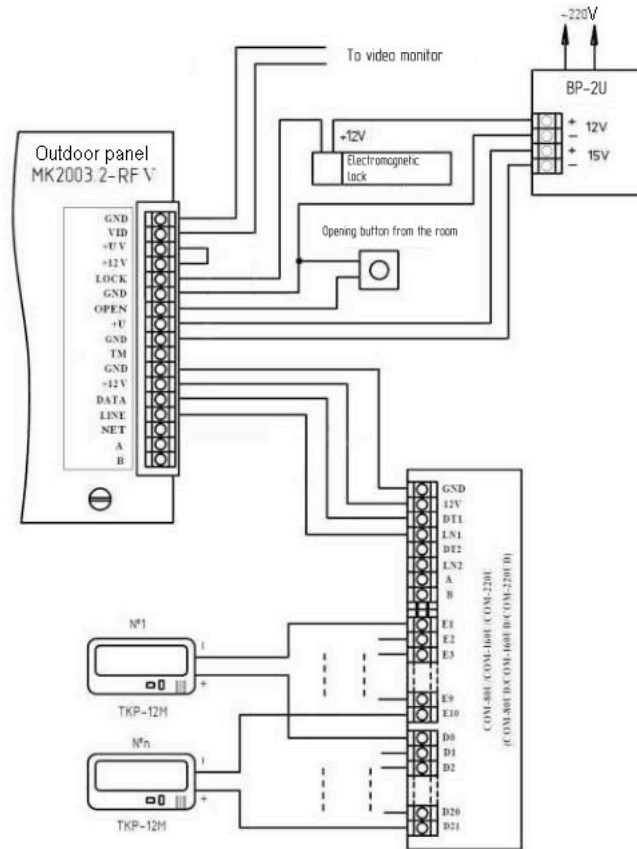 ~220V
To video monitor
BP-2U
+
12V
-
+
15V
-
+12V
Electromagnetic
lock
Outdoor panel
MK2003.2-RF V
Opening button from the room
GND
VID
+UV
+12V
LOCK
GND
OPEN
+U
GND
TM
GND
+12V
DATA
LINE
NET
A
B
GND
12V
DT1
LN1
DT2
LN2
A
B
E1
E2
E3
E9
E10
D0
D1
D2
D20
D21
COM-80U/COM-160U/COM-220U
(COM-80UD/COM-160UD/COM-220UD)
№1
-
+
TKP-12M
№n
-
+
TKP-12M